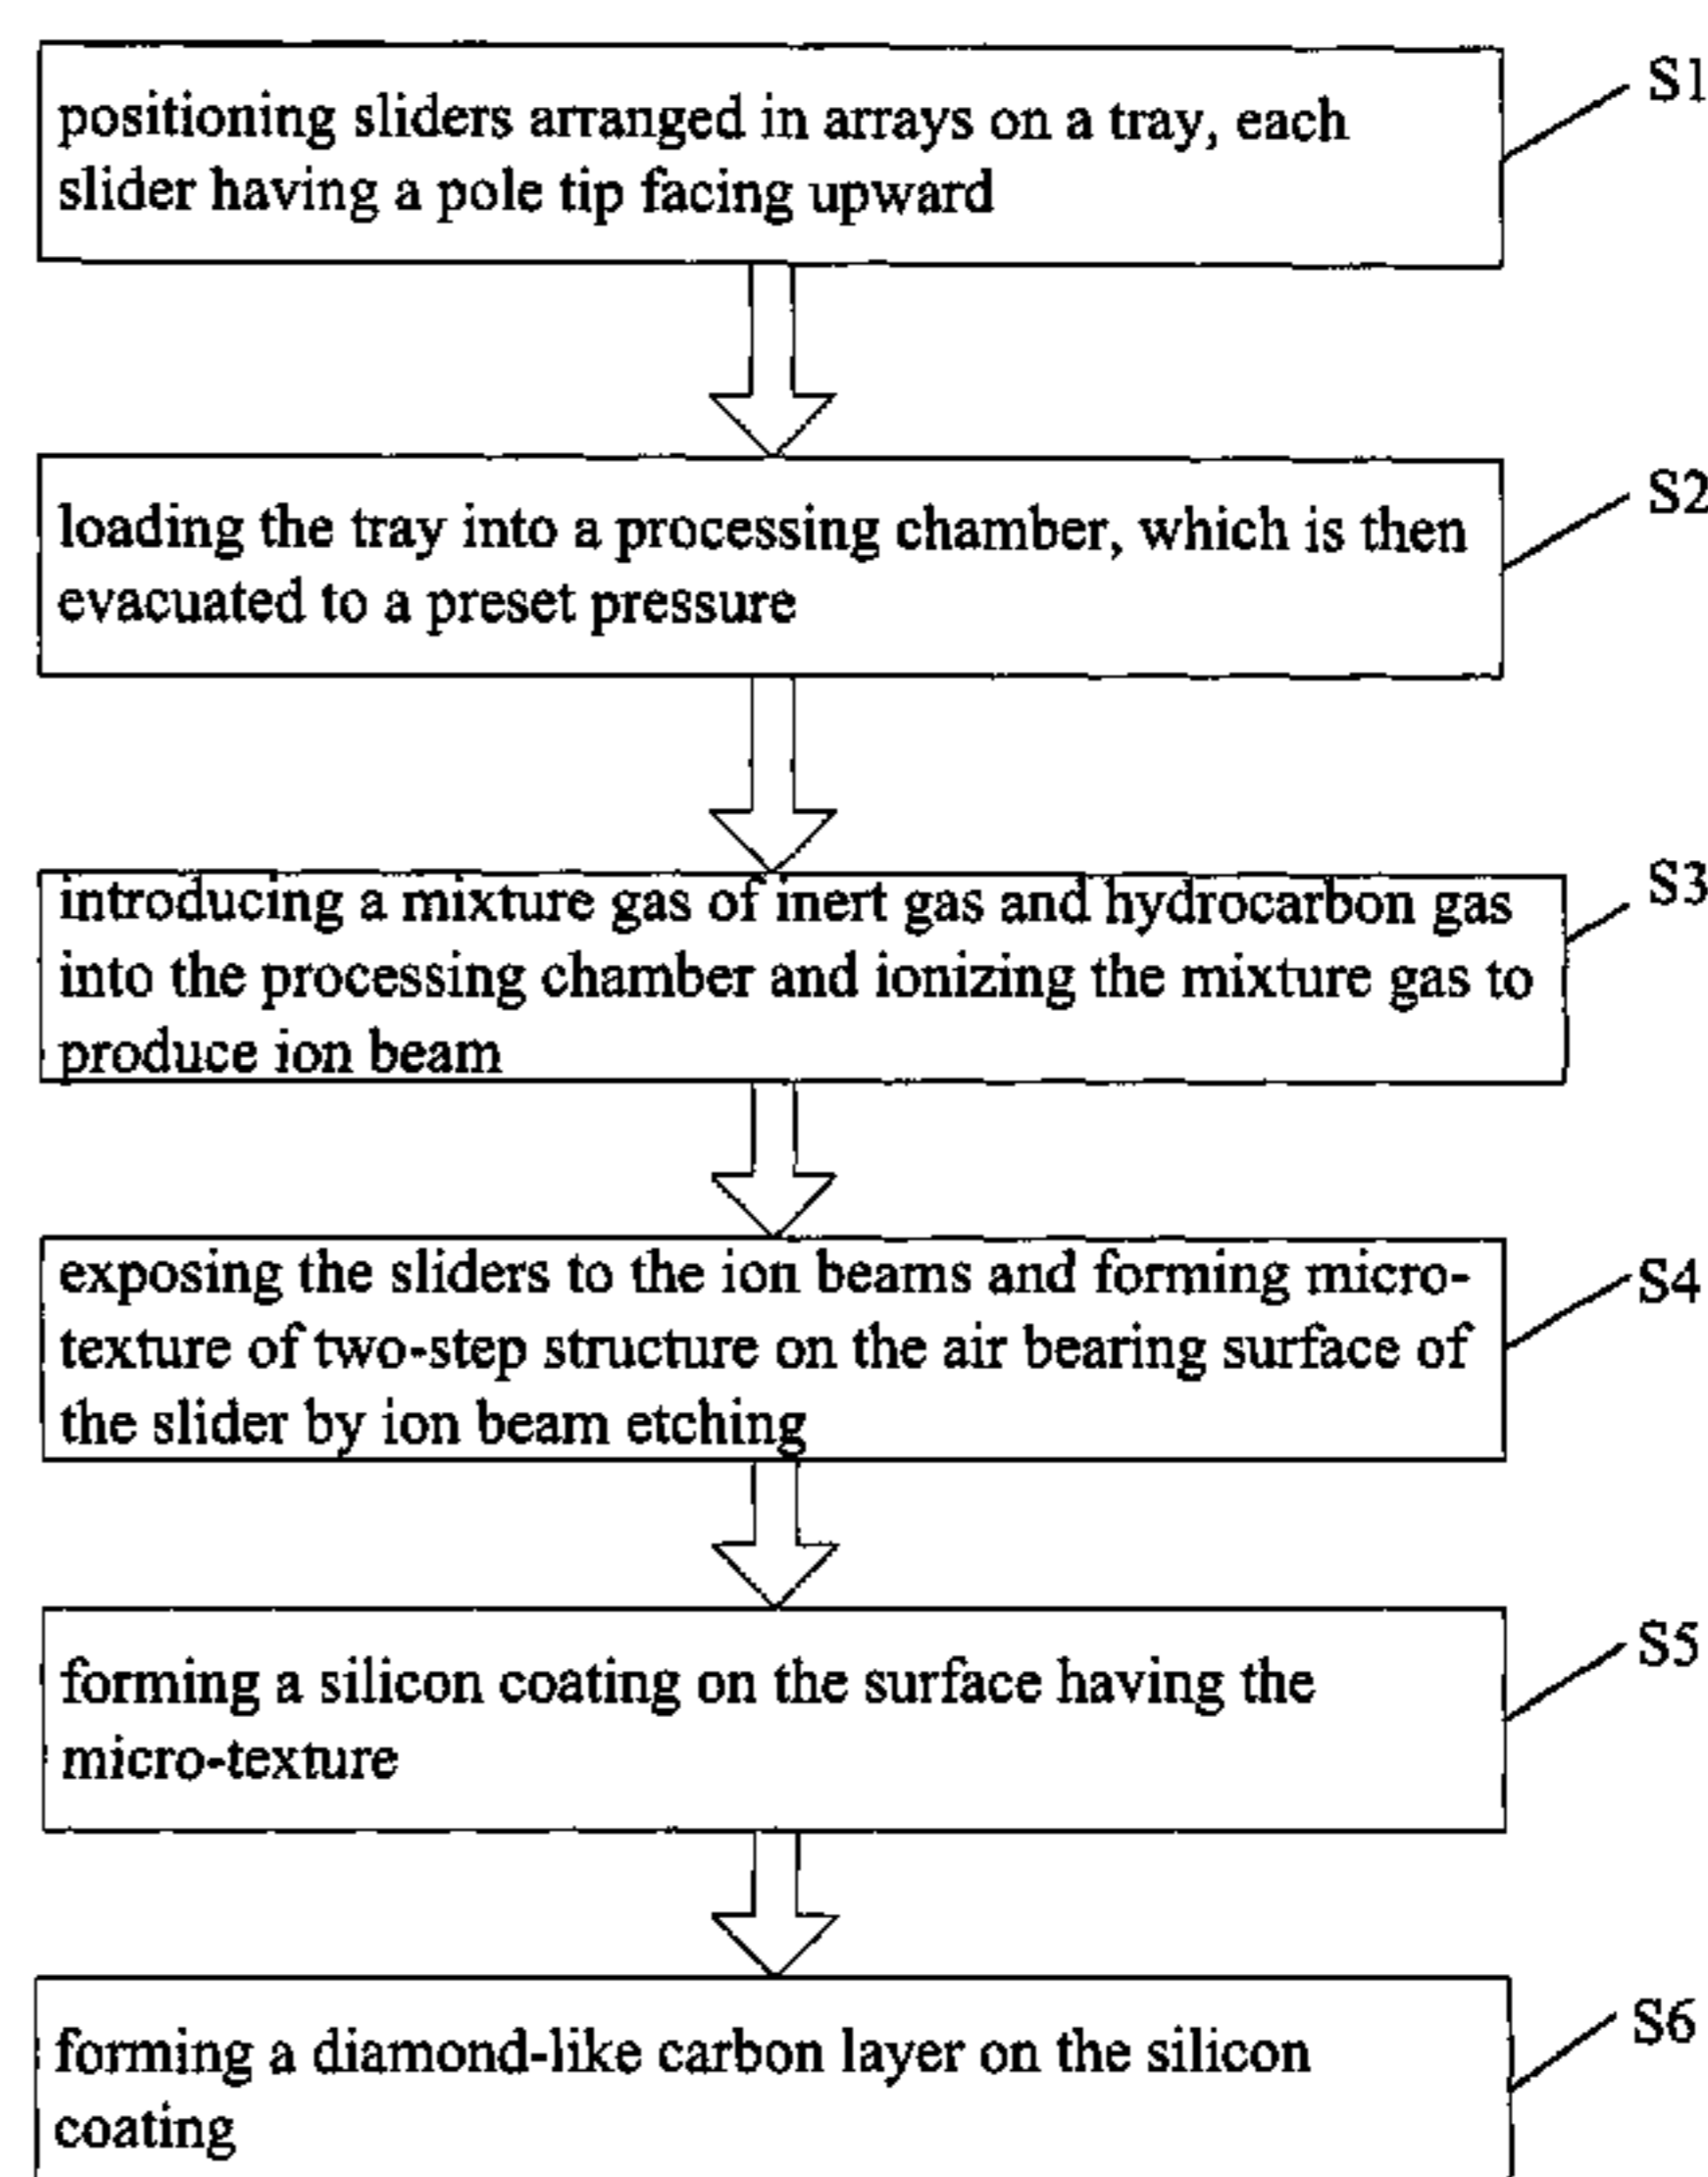 positioning sliders arranged in arrays on a tray, each
slider having a pole tip facing upward
S1
loading the tray into a processing chamber, which is then
evacuated to a preset pressure
S2
introducing a mixture gas of inert gas and hydrocarbon gas
into the processing chamber and ionizing the mixture gas to
produce ion beam
S3
exposing the sliders to the ion beams and forming micro-
texture of two-step structure on the air bearing surface of
the slider by ion beam etching
S4
forming a silicon coating on the surface having the
micro-texture
S5
forming a diamond-like carbon layer on the silicon
coating
S6